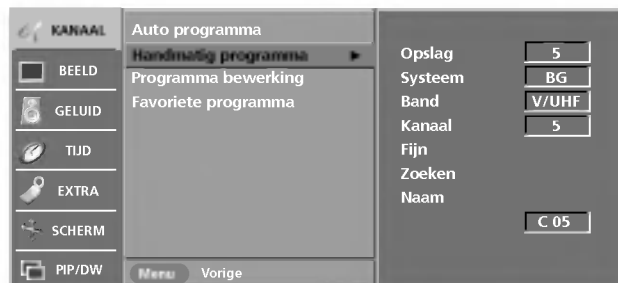 KANAAL
BEELD
GELUID
TIJD
EXTRA
SCHERM
PIP/DW
Auto programma
Handmatig programma
Programma bewerking
Favoriete programma
Menu Vorige
Opslag 5
Systeem BG
Band V/UHF
Kanaal 5
Fijn
Zoeken
Naam
C 05